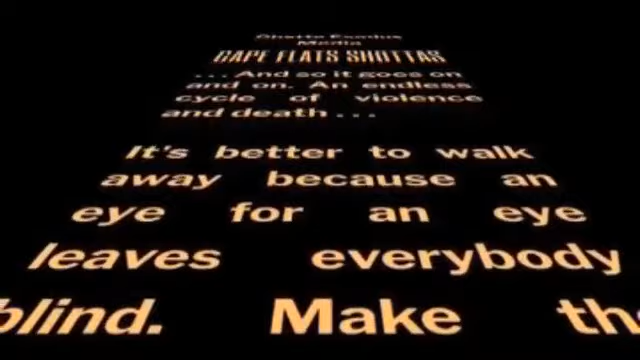 Ghetto Exodus
Media
CAPE FLATS SHOTTAS
. . . And so it goes on
and on. An endless
cycle of violence
and death . . .
It's better to walk
away because an
eye for an eye
leaves everybody
blind. Make the